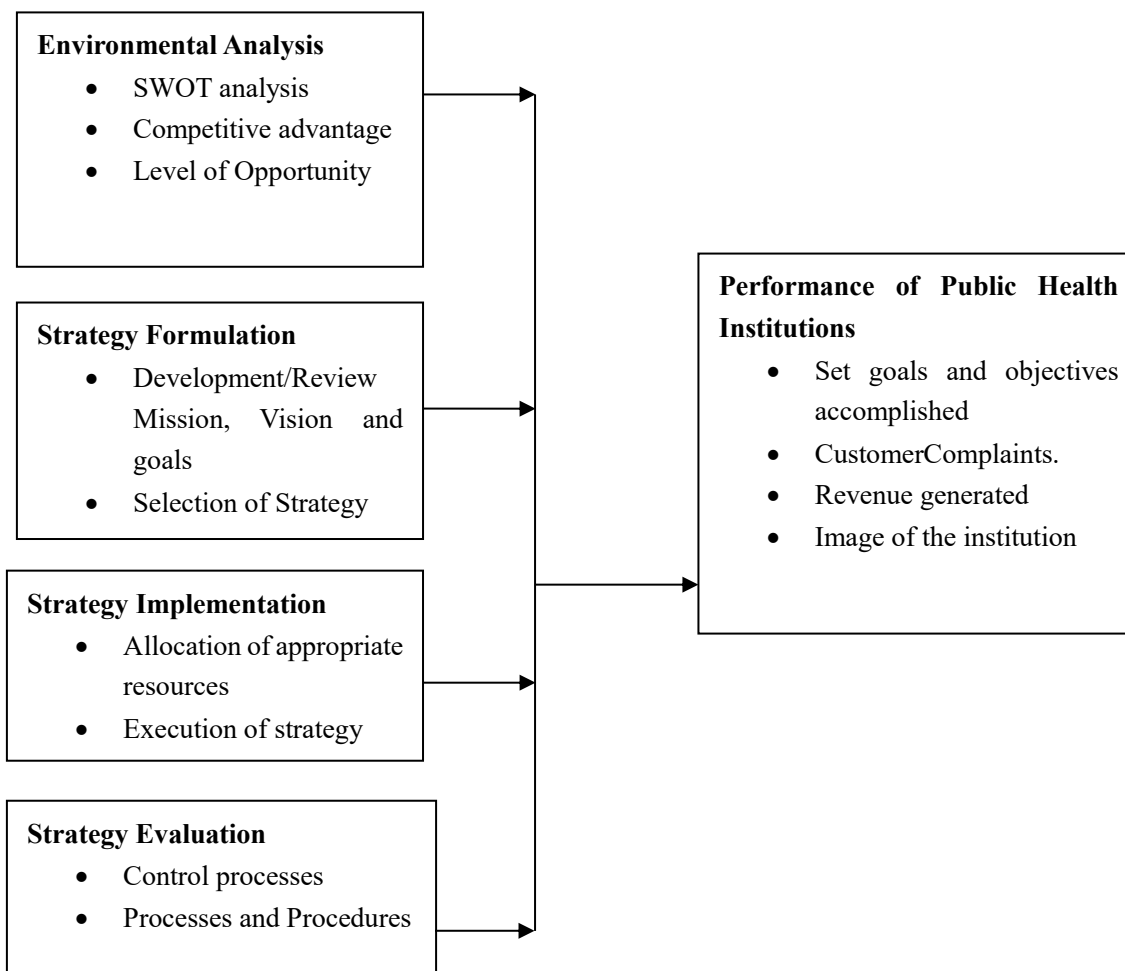 Environmental Analysis
• SWOT analysis
• Competitive advantage
• Level of Opportunity
Strategy Formulation
• Development/Review
Mission, Vision and
goals
• Selection of Strategy
Strategy Implementation
• Allocation of appropriate
resources
• Execution of strategy
Strategy Evaluation
• Control processes
• Processes and Procedures
Performance of Public Health
Institutions
• Set goals and objectives
accomplished
• CustomerComplaints.
• Revenue generated
• Image of the institution